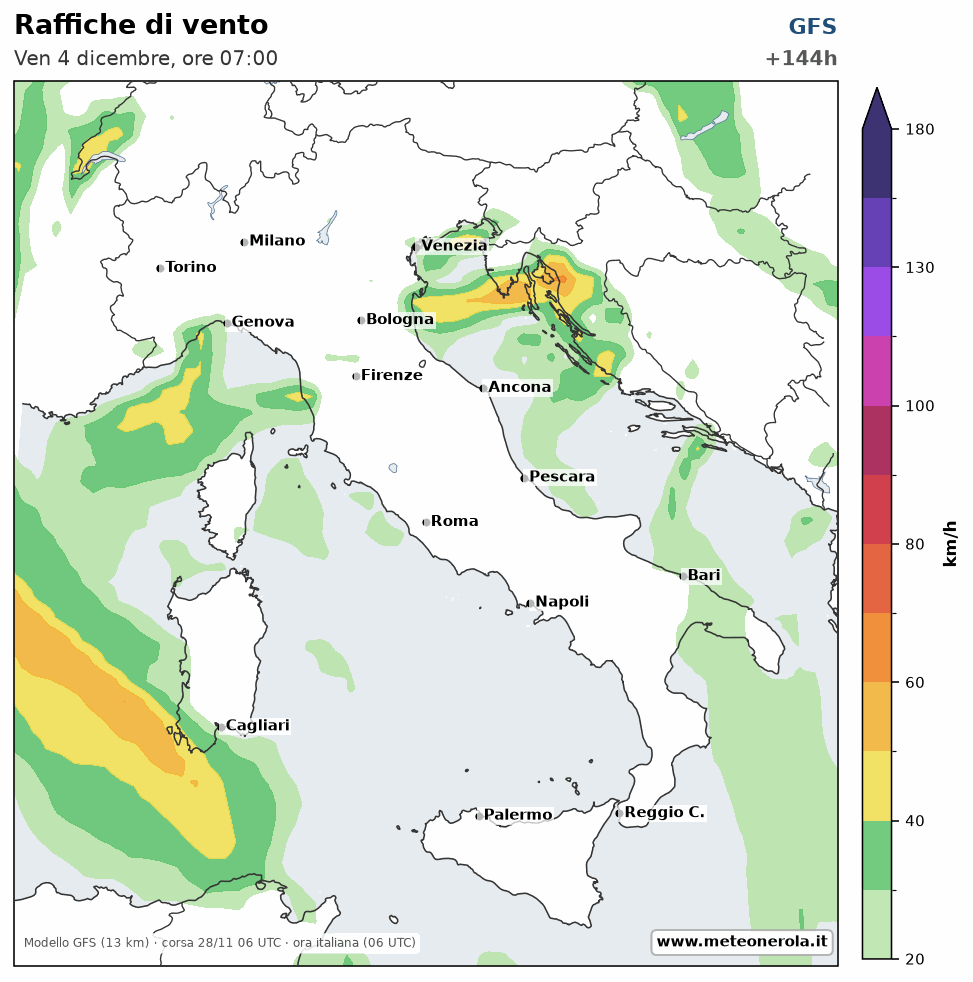 Raffiche di vento
GFS
Ven 4 dicembre, ore 07:00
+144h
180
Venezia
Milano
Torino
130
Genova
Bologna
Firenze
Ancona
100
Pescara
Roma
80
km/h
Bari
Napoli
60
Cagliari
Palermo
Reggio C.
40
Modello GFS (13 km) · corsa 28/11 06 UTC · ora italiana (06 UTC)
www.meteonerola.it
20